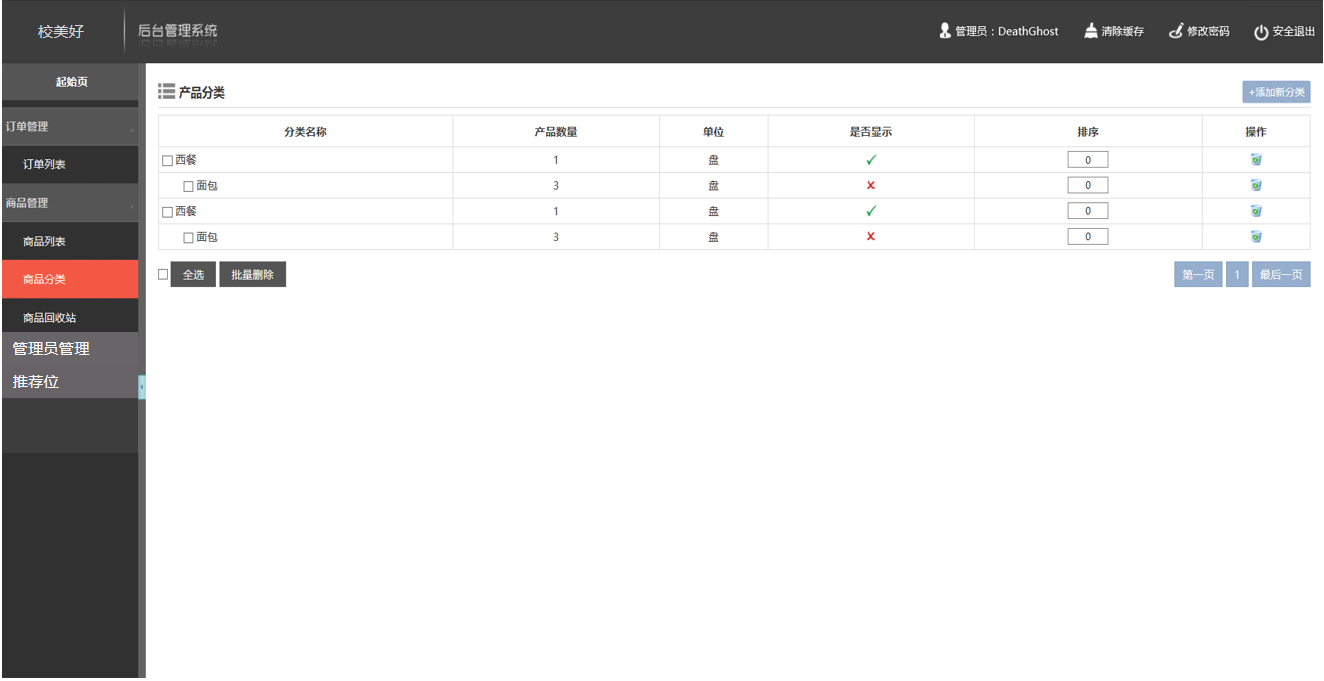 校美好
后台管理系统
管理员：DeathGhost 清除缓存 修改密码 安全退出
起始页
订单管理
订单列表
商品管理
商品列表
商品分类
商品回收站
管理员管理
推荐位
产品分类
+添加新分类
分类名称 产品数量 单位 是否显示 排序 操作
西餐 1 盘 0
面包 3 盘 0
西餐 1 盘 0
面包 3 盘 0
全选 批量删除
第一页 1 最后一页